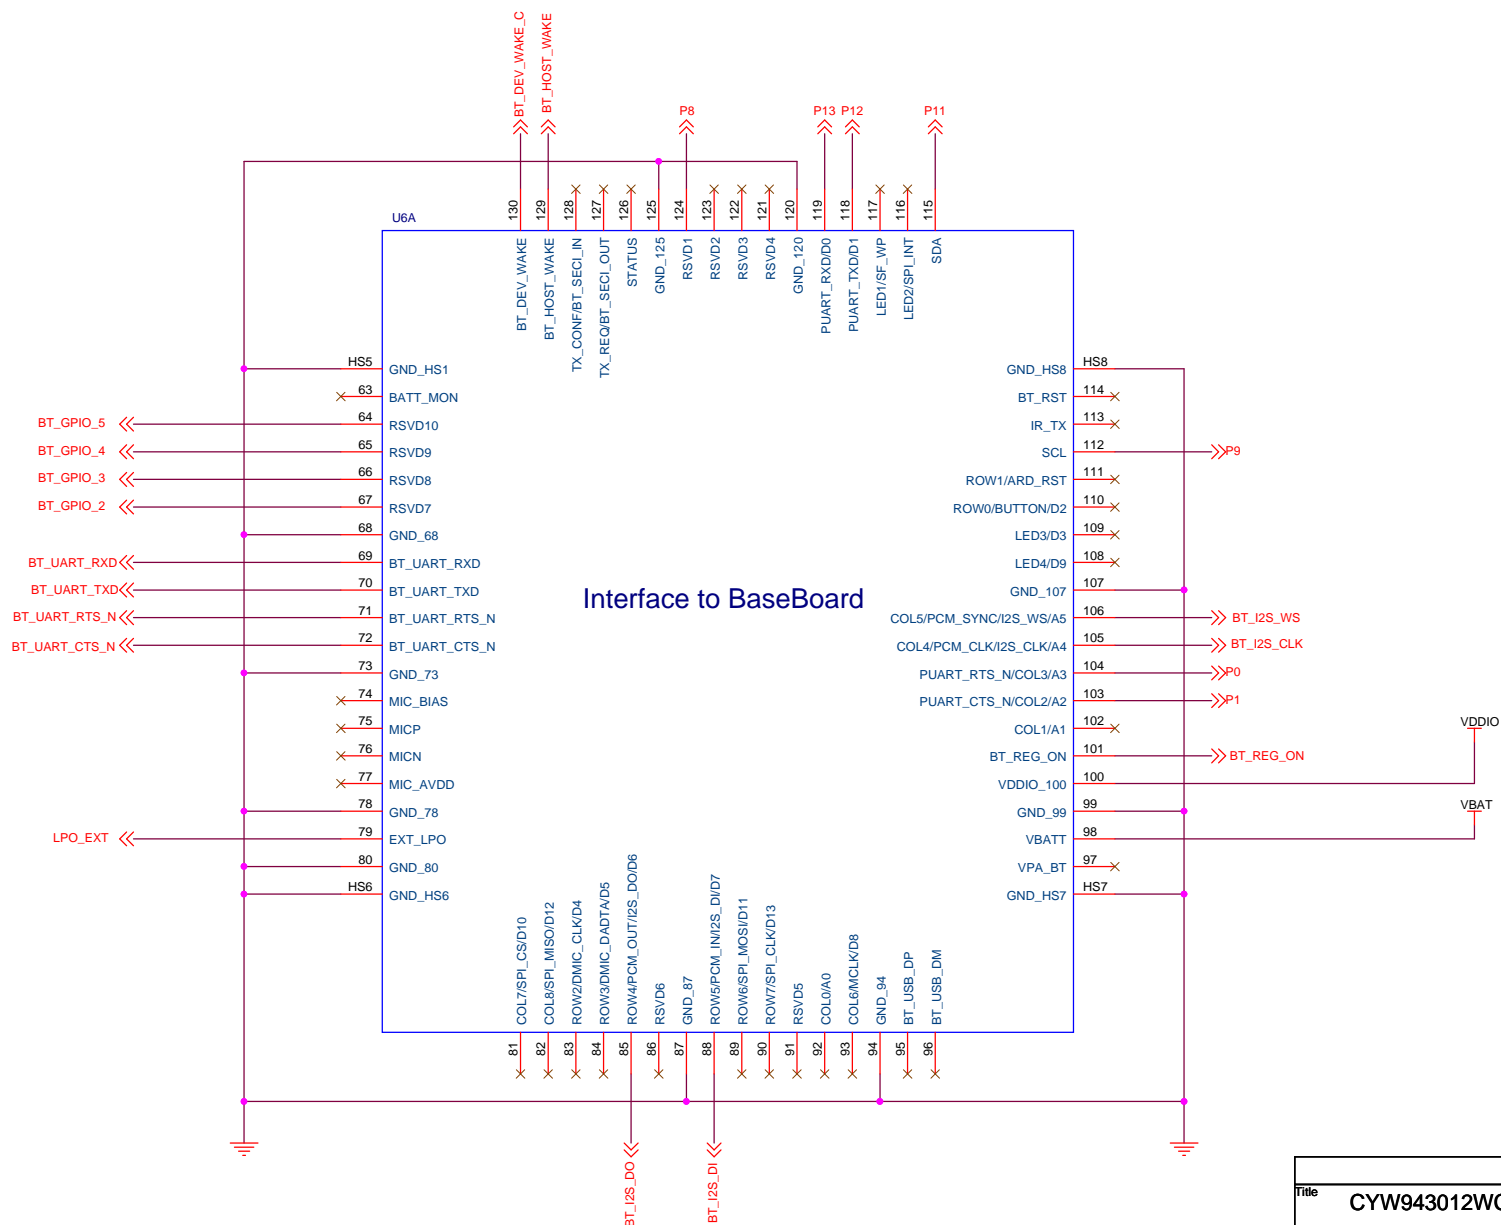 BT_DEV_WAKE_C
BT_HOST_WAKE
P8
P13
P12
P11
U6A
130
129
128
127
126
125
124
123
122
121
120
119
118
117
116
115
BT_DEV_WAKE
BT_HOST_WAKE
TX_CONF/BT_SECI_IN
TX_REQ/BT_SECI_OUT
STATUS
GND_125
RSVD1
RSVD2
RSVD3
RSVD4
GND_120
PUART_RXD/D0
PUART_TXD/D1
LED1/SF_WP
LED2/SPI_INT
SDA
HS5 GND_HS1
63 BATT_MON
BT_GPIO_5 64 RSVD10
BT_GPIO_4 65 RSVD9
BT_GPIO_3 66 RSVD8
BT_GPIO_2 67 RSVD7
68 GND_68
BT_UART_RXD 69 BT_UART_RXD
BT_UART_TXD 70 BT_UART_TXD
BT_UART_RTS_N 71 BT_UART_RTS_N
BT_UART_CTS_N 72 BT_UART_CTS_N
73 GND_73
74 MIC_BIAS
75 MICP
76 MICN
77 MIC_AVDD
78 GND_78
LPO_EXT 79 EXT_LPO
80 GND_80
HS6 GND_HS6
Interface to BaseBoard
GND_HS8 HS8
BT_RST 114
IR_TX 113
SCL 112 P9
ROW1/ARD_RST 111
ROW0/BUTTON/D2 110
LED3/D3 109
LED4/D9 108
GND_107 107
COL5/PCM_SYNC/I2S_WS/A5 106 BT_I2S_WS
COL4/PCM_CLK/I2S_CLK/A4 105 BT_I2S_CLK
PUART_RTS_N/COL3/A3 104 P0
PUART_CTS_N/COL2/A2 103 P1
COL1/A1 102
VDDIO
BT_REG_ON 101 BT_REG_ON
VDDIO_100 100
GND_99 99
VBAT
VBATT 98
VPA_BT 97
GND_HS7 HS7
COL7/SPI_CS/D10
COL8/SPI_MISO/D12
ROW2/DMIC_CLK/D4
ROW3/DMIC_DADTA/D5
ROW4/PCM_OUT/I2S_DO/D6
RSVD6
GND_87
ROW5/PCM_IN/I2S_DI/D7
ROW6/SPI_MOSI/D11
ROW7/SPI_CLK/D13
RSVD5
COL0/A0
COL6/MCLK/D8
GND_94
BT_USB_DP
BT_USB_DM
81
82
83
84
85
86
87
88
89
90
91
92
93
94
95
96
BT_I2S_DO
BT_I2S_DI
Title
CYW943012WC